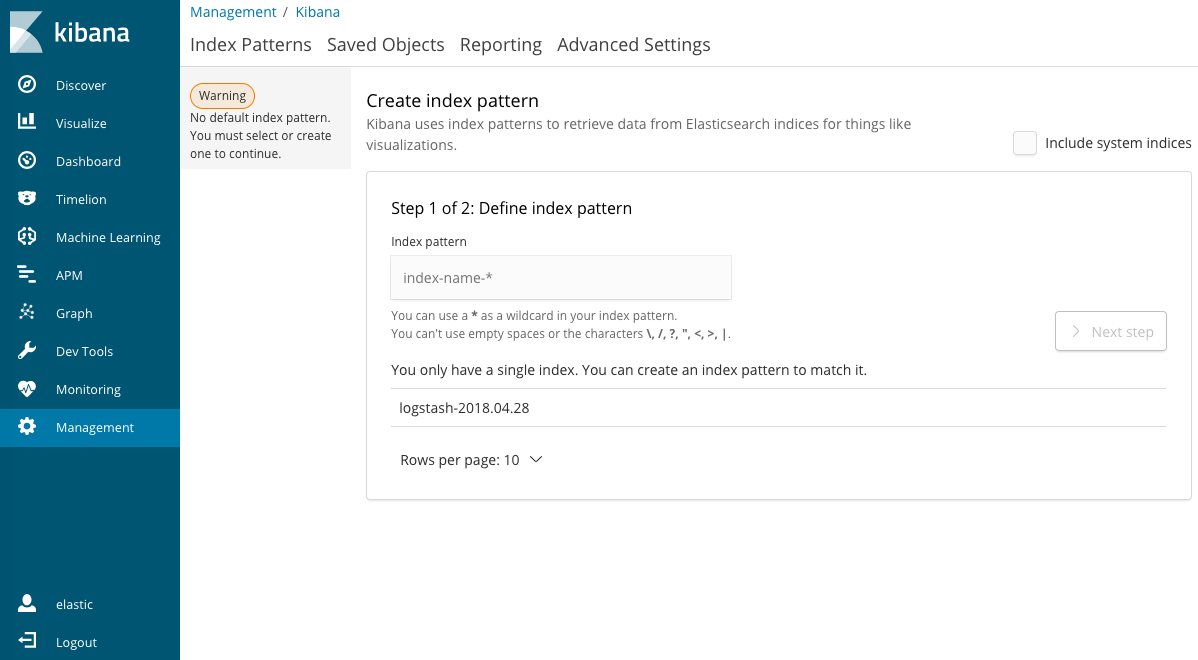 kibana
Discover
Visualize
Dashboard
Timelion
Machine Learning
APM
Graph
Dev Tools
Monitoring
Management
elastic
Logout
Management / Kibana
Index Patterns Saved Objects Reporting Advanced Settings
Warning
No default index pattern.
You must select or create
one to continue.
Create index pattern
Kibana uses index patterns to retrieve data from Elasticsearch indices for things like
visualizations.
Include system indices
Step 1 of 2: Define index pattern
Index pattern
index-name-*
You can use a * as a wildcard in your index pattern.
You can't use empty spaces or the characters \, /, ?, ", <, >, |.
Next step
You only have a single index. You can create an index pattern to match it.
logstash-2018.04.28
Rows per page: 10